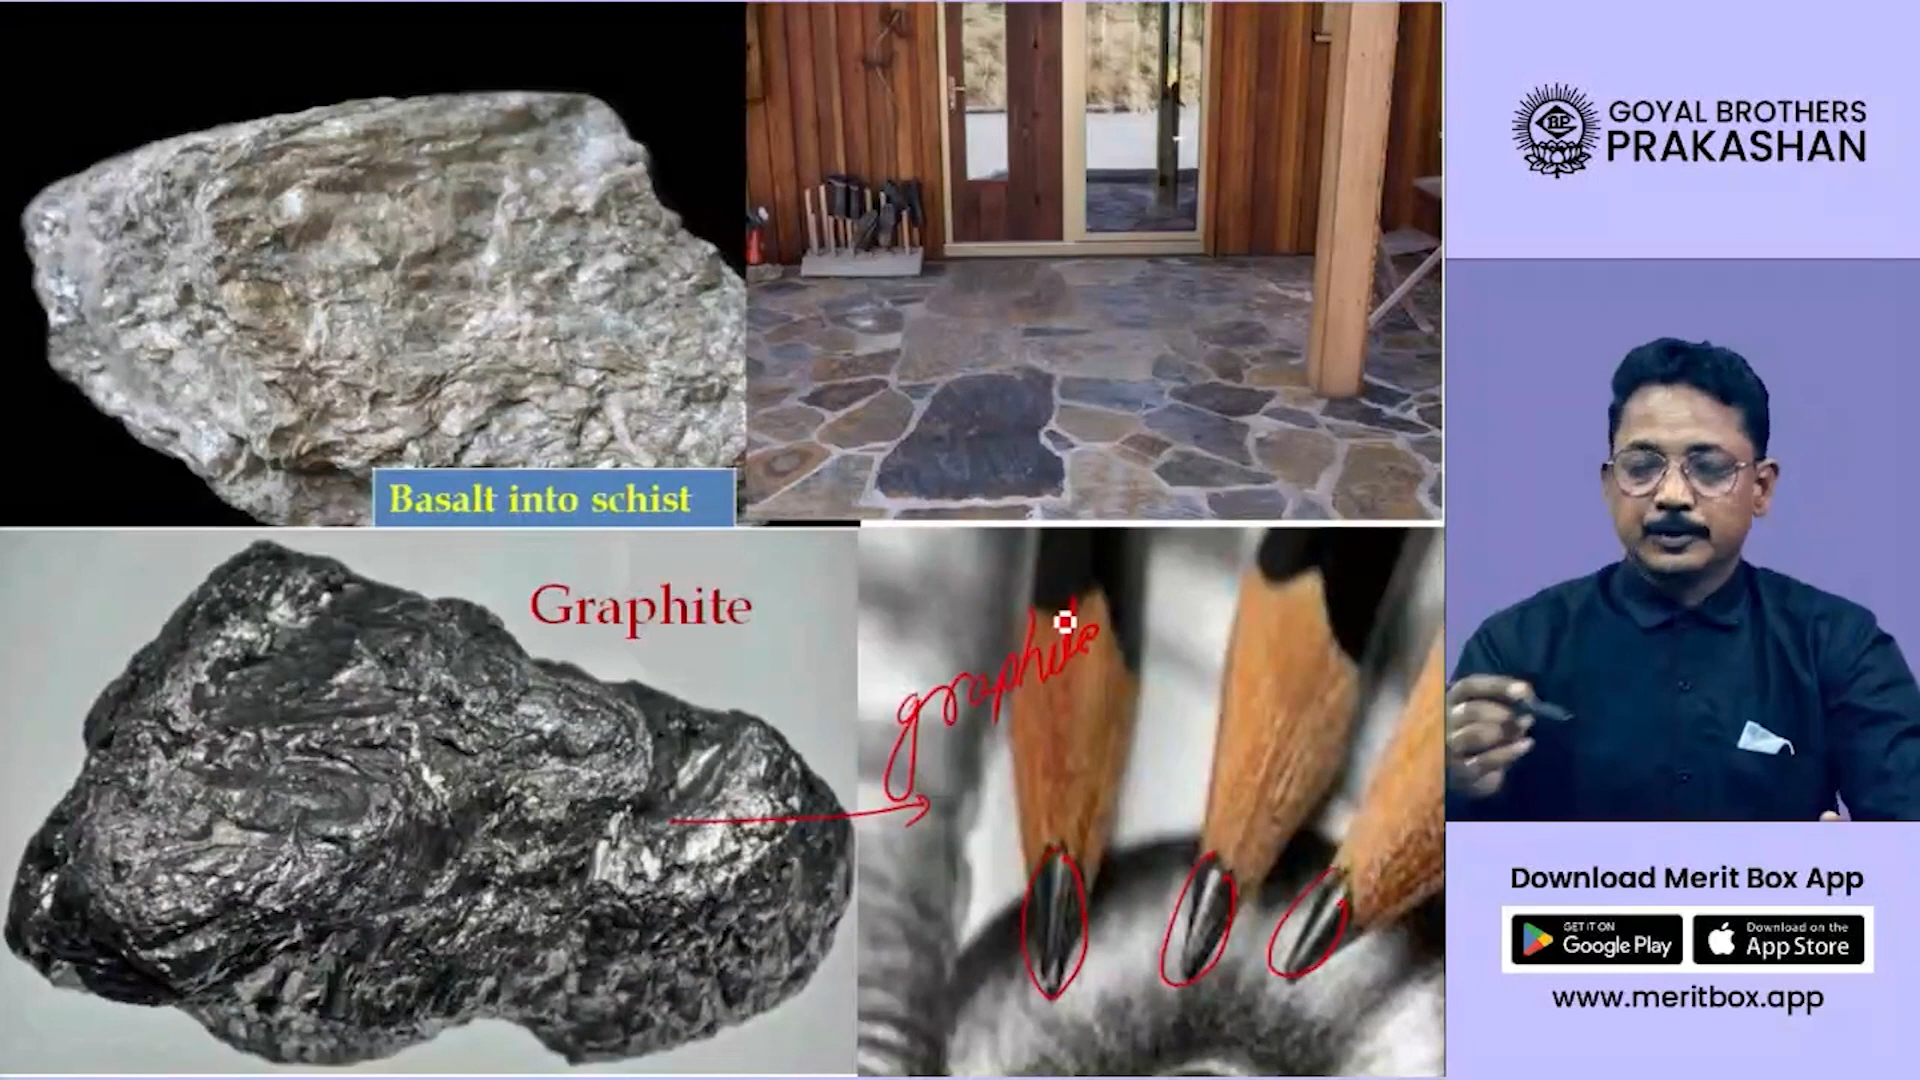 GOYAL BROTHERS
PRAKASHAN
GBP
Basalt into schist
Graphite
graphite
Download Merit Box App
GET IT ON
Google Play
Download on the
App Store
www.meritbox.app